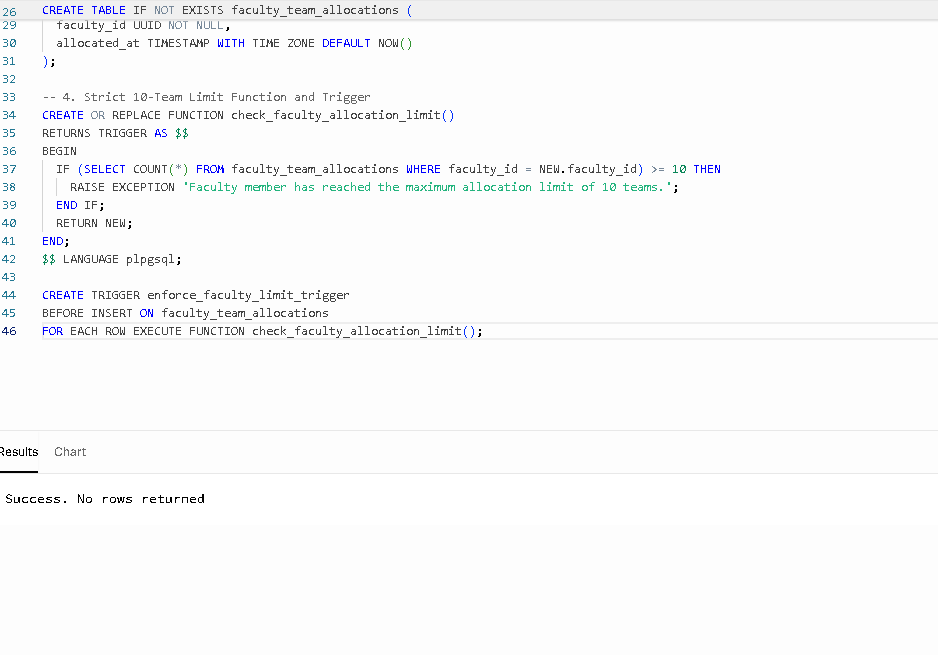 26 CREATE TABLE IF NOT EXISTS faculty_team_allocations (
29 faculty_id UUID NOT NULL,
30 allocated_at TIMESTAMP WITH TIME ZONE DEFAULT NOW()
31 );
32
33 -- 4. Strict 10-Team Limit Function and Trigger
34 CREATE OR REPLACE FUNCTION check_faculty_allocation_limit()
35 RETURNS TRIGGER AS $$
36 BEGIN
37 IF (SELECT COUNT(*) FROM faculty_team_allocations WHERE faculty_id = NEW.faculty_id) >= 10 THEN
38 RAISE EXCEPTION 'Faculty member has reached the maximum allocation limit of 10 teams.';
39 END IF;
40 RETURN NEW;
41 END;
42 $$ LANGUAGE plpgsql;
43
44 CREATE TRIGGER enforce_faculty_limit_trigger
45 BEFORE INSERT ON faculty_team_allocations
46 FOR EACH ROW EXECUTE FUNCTION check_faculty_allocation_limit();
Results Chart
Success. No rows returned